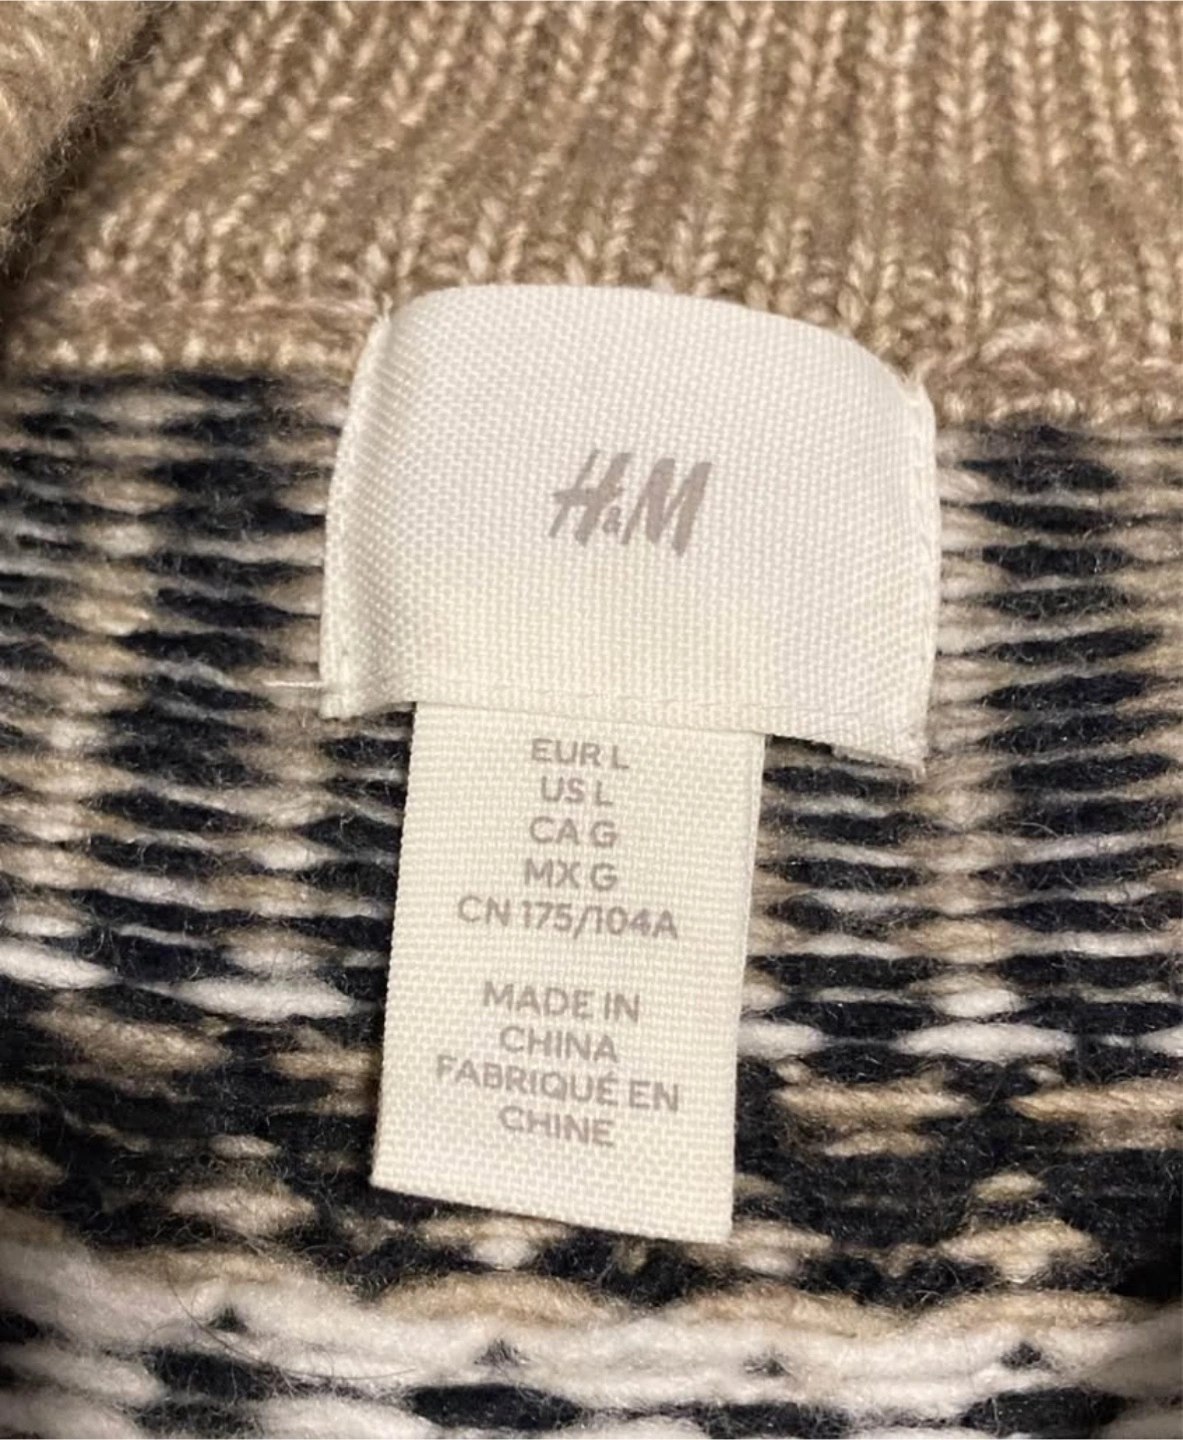 H&M
EUR L
US L
CA G
MX G
CN 175/104A
MADE IN
CHINA
FABRIQUÉ EN
CHINE